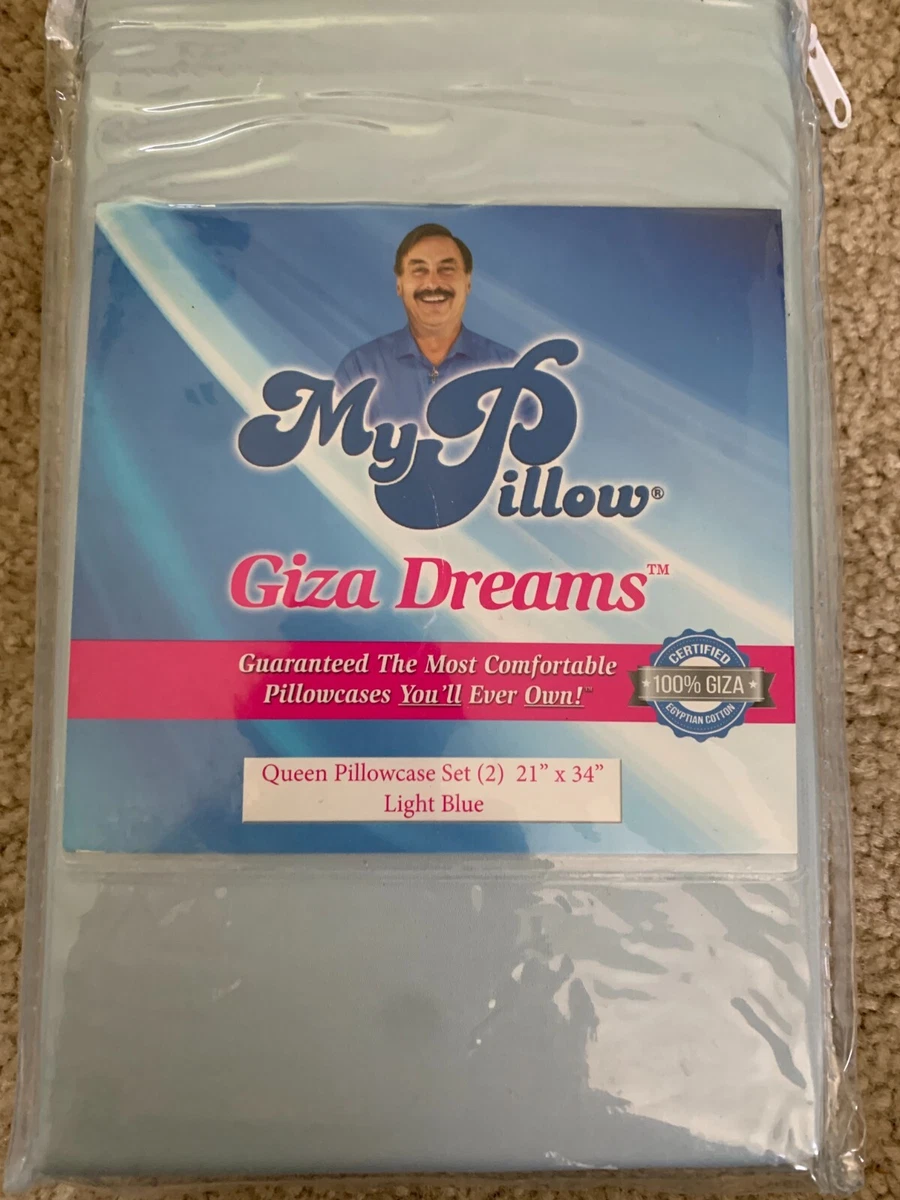 MyPillow®
Giza Dreams™
Guaranteed The Most Comfortable
Pillowcases You'll Ever Own!™
CERTIFIED
100% GIZA
EGYPTIAN COTTON
Queen Pillowcase Set (2) 21” x 34”
Light Blue